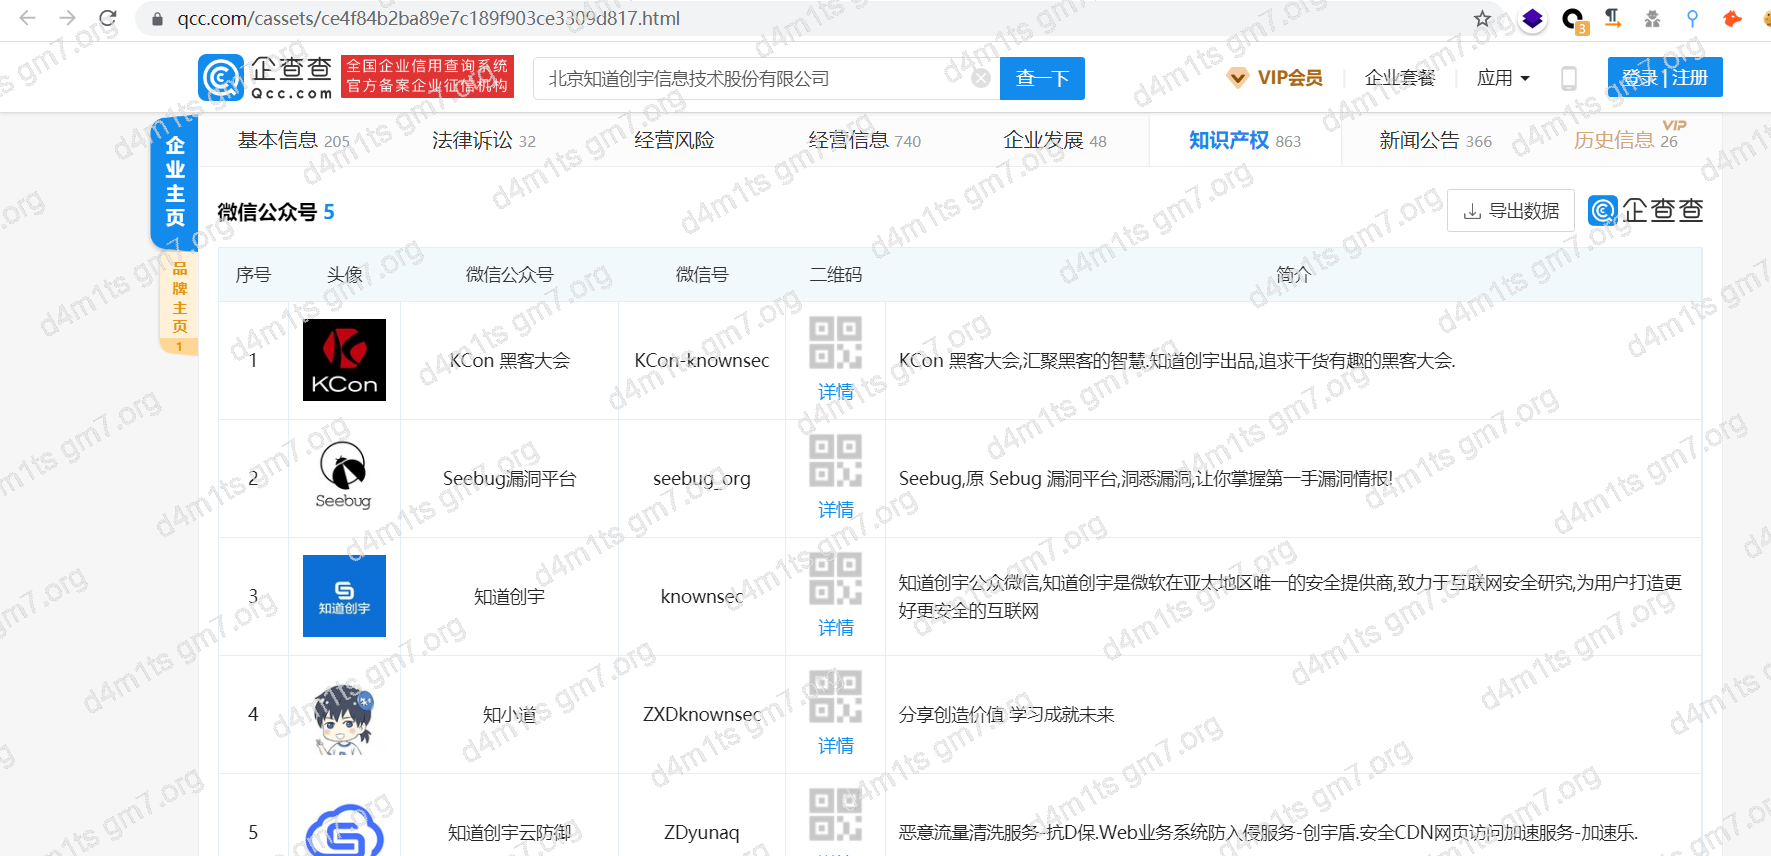 qcc.com/cassets/ce4f84b2ba89e7c189f903ce3309d817.html
3
企查查
Qcc.com
全国企业信用查询系统
官方备案企业征信机构
北京知道创宇信息技术股份有限公司
查一下
VIP会员
企业套餐
应用
登录 | 注册
企业主页
基本信息 205
法律诉讼 32
经营风险
经营信息 740
企业发展 48
知识产权 863
新闻公告 366
历史信息 26
VIP
品牌主页
1
微信公众号 5
导出数据
企查查
序号 头像 微信公众号 微信号 二维码 简介
1
KCon
KCon 黑客大会
KCon-knownsec
详情
KCon 黑客大会,汇聚黑客的智慧.知道创宇出品,追求干货有趣的黑客大会.
2
Seebug
Seebug漏洞平台
seebug_org
详情
Seebug,原 Sebug 漏洞平台,洞悉漏洞,让你掌握第一手漏洞情报!
3
知道创宇
知道创宇
knownsec
详情
知道创宇公众微信,知道创宇是微软在亚太地区唯一的安全提供商,致力于互联网安全研究,为用户打造更
好更安全的互联网
4
知小道
ZXDknownsec
详情
分享创造价值 学习成就未来
5
知道创宇云防御
ZDyunaq
恶意流量清洗服务-抗D保.Web业务系统防入侵服务-创宇盾.安全CDN网页访问加速服务-加速乐.
d4m1ts gm7.org